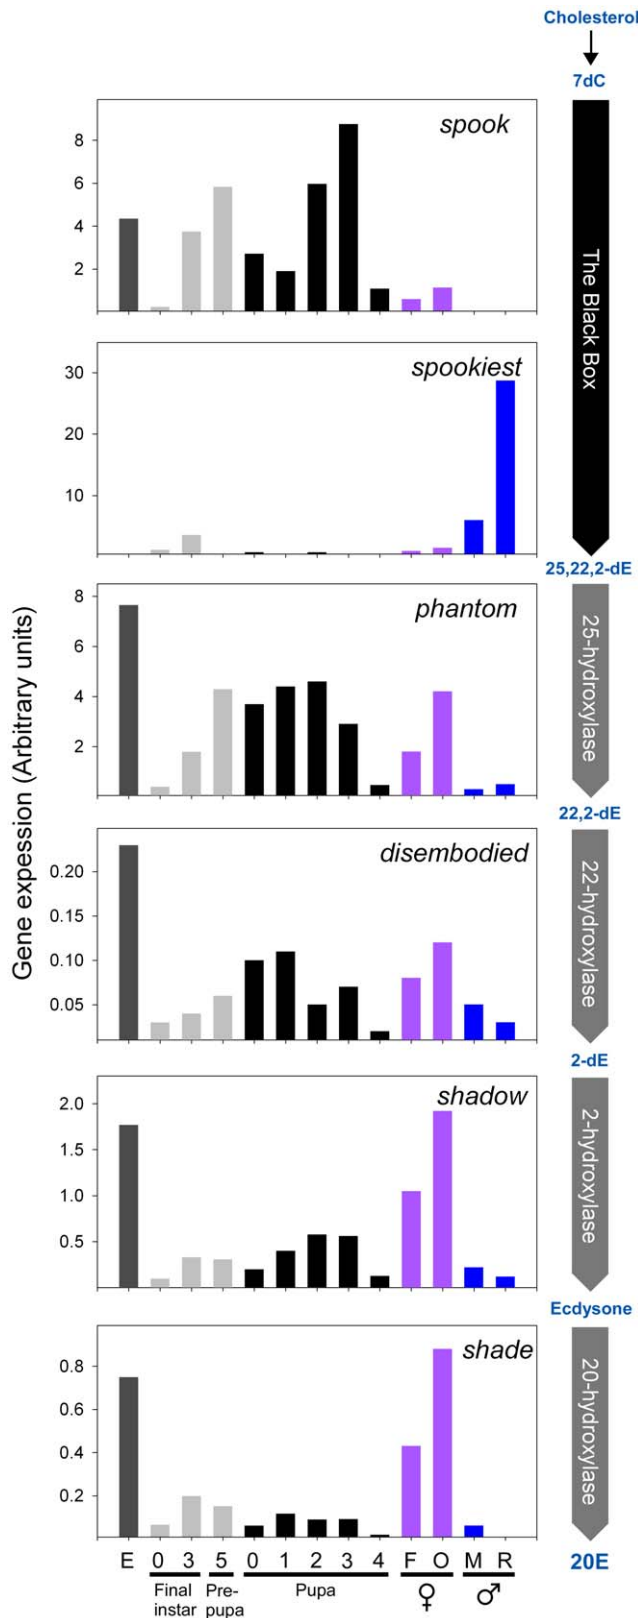 Cholesterol
7dC
spook
8
6
4
2
The Black Box
spookiest
30
20
10
25,22,2-dE
Gene expession (Arbitrary units)
phantom
8
6
4
2
25-hydroxylase
22,2-dE
disembodied
0.20
0.15
0.10
0.05
22-hydroxylase
2-dE
shadow
2.0
1.5
1.0
0.5
2-hydroxylase
Ecdysone
shade
0.8
0.6
0.4
0.2
20-hydroxylase
E 0 3 5 0 1 2 3 4 F O M R
20E
Final
instar
Pre-
pupa
Pupa
♀
♂